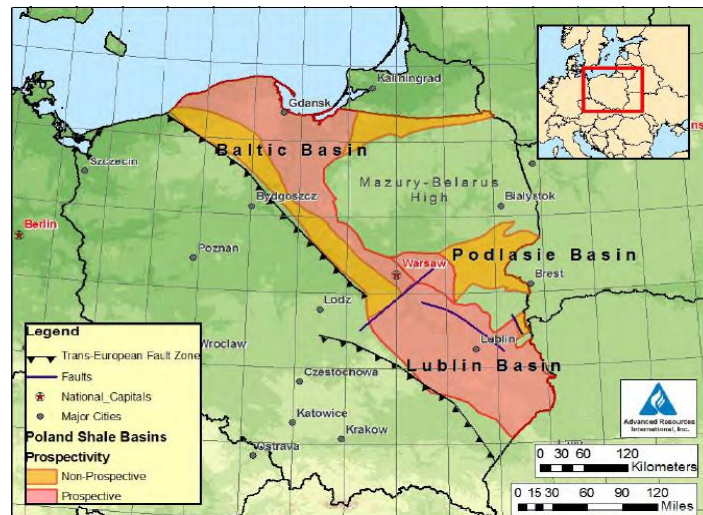 Kaliningrad
Gdansk
Baltic Basin
Szczecin
Mazury-Belarus
High
Bialystok
Bydgoszcz
Berlin
Poznan
Warsaw
Podlasie Basin
Brest
Lodz
Lublin
Lublin Basin
Wroclaw
Czestochowa
Katowice
Krakow
Ostrava
Legend
Trans-European Fault Zone
Faults
National_Capitals
Major Cities
Poland Shale Basins
Prospectivity
Non-Prospective
Prospective
Advanced Resources
International, Inc.
0 30 60 120
Kilometers
0 15 30 60 90 120
Miles